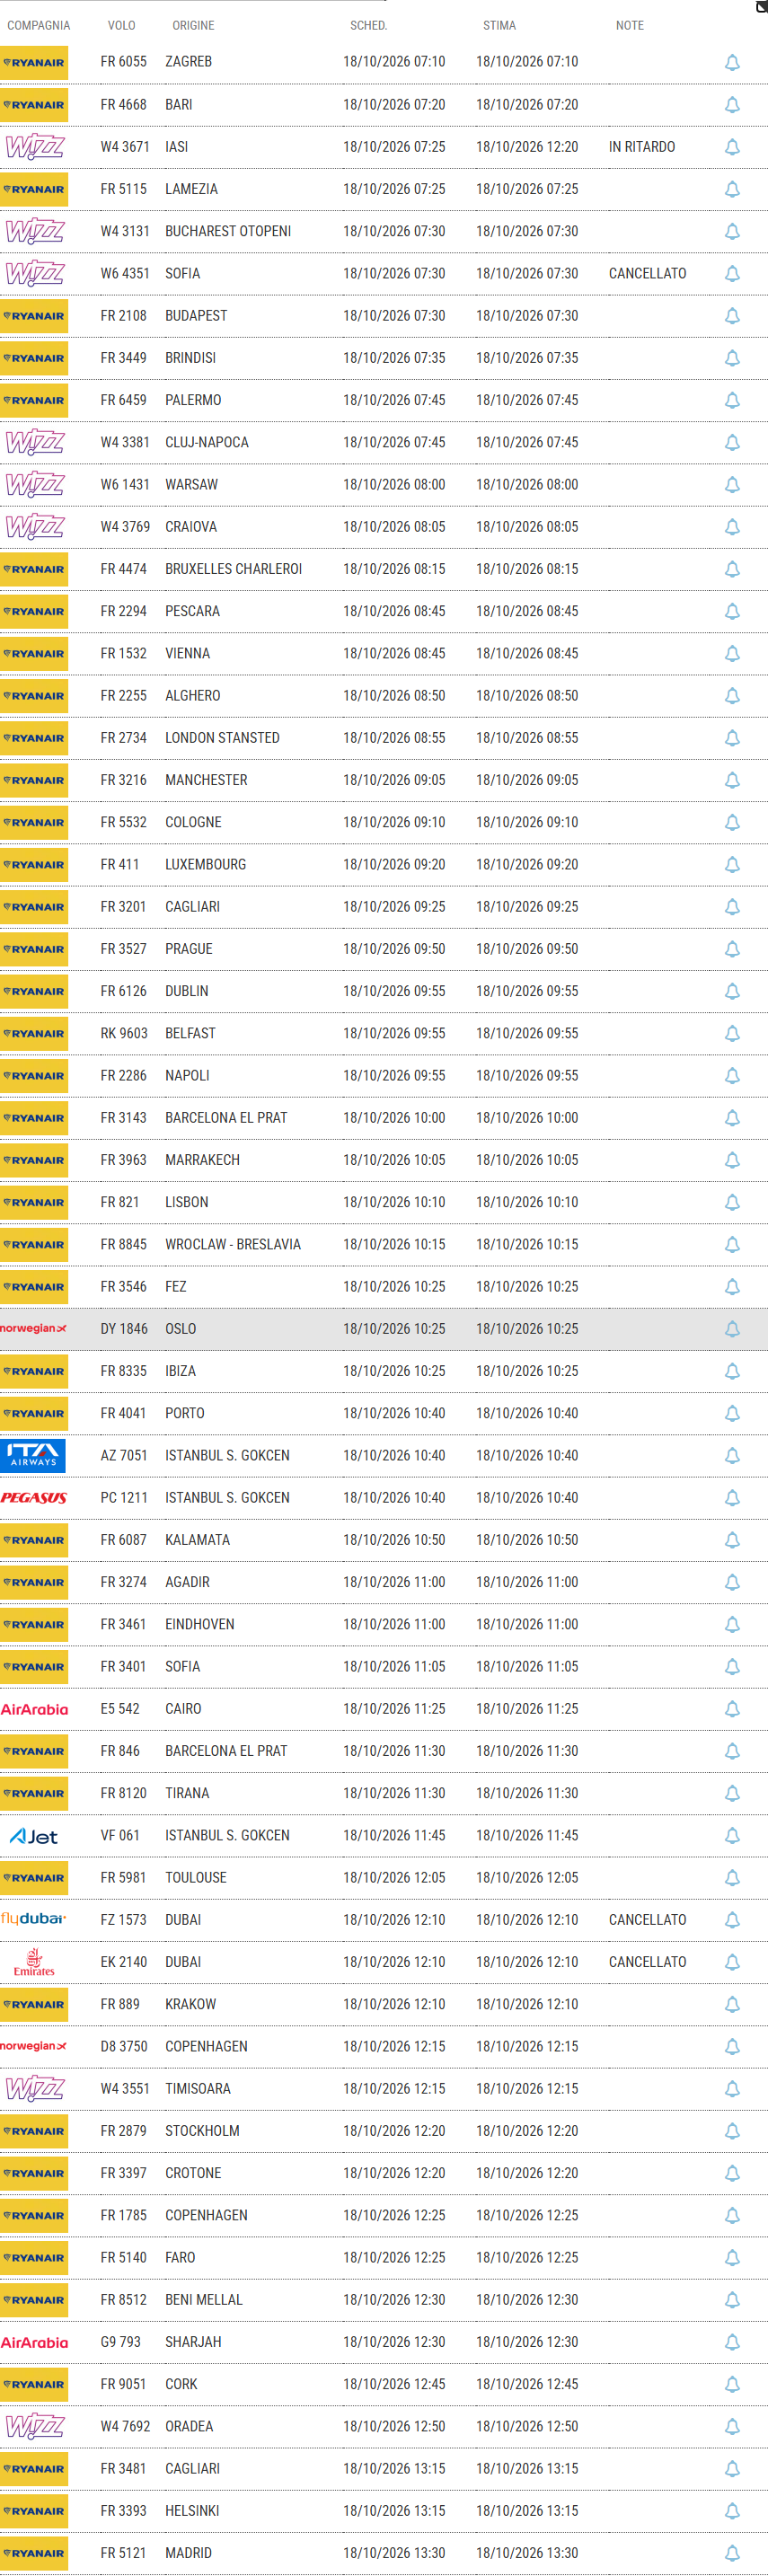 COMPAGNIA VOLO ORIGINE SCHED. STIMA NOTE
RYANAIR FR 6055 ZAGREB 18/10/2026 07:10 18/10/2026 07:10
RYANAIR FR 4668 BARI 18/10/2026 07:20 18/10/2026 07:20
Wizz W4 3671 IASI 18/10/2026 07:25 18/10/2026 12:20 IN RITARDO
RYANAIR FR 5115 LAMEZIA 18/10/2026 07:25 18/10/2026 07:25
Wizz W4 3131 BUCHAREST OTOPENI 18/10/2026 07:30 18/10/2026 07:30
Wizz W6 4351 SOFIA 18/10/2026 07:30 18/10/2026 07:30 CANCELLATO
RYANAIR FR 2108 BUDAPEST 18/10/2026 07:30 18/10/2026 07:30
RYANAIR FR 3449 BRINDISI 18/10/2026 07:35 18/10/2026 07:35
RYANAIR FR 6459 PALERMO 18/10/2026 07:45 18/10/2026 07:45
Wizz W4 3381 CLUJ-NAPOCA 18/10/2026 07:45 18/10/2026 07:45
Wizz W6 1431 WARSAW 18/10/2026 08:00 18/10/2026 08:00
Wizz W4 3769 CRAIOVA 18/10/2026 08:05 18/10/2026 08:05
RYANAIR FR 4474 BRUXELLES CHARLEROI 18/10/2026 08:15 18/10/2026 08:15
RYANAIR FR 2294 PESCARA 18/10/2026 08:45 18/10/2026 08:45
RYANAIR FR 1532 VIENNA 18/10/2026 08:45 18/10/2026 08:45
RYANAIR FR 2255 ALGHERO 18/10/2026 08:50 18/10/2026 08:50
RYANAIR FR 2734 LONDON STANSTED 18/10/2026 08:55 18/10/2026 08:55
RYANAIR FR 3216 MANCHESTER 18/10/2026 09:05 18/10/2026 09:05
RYANAIR FR 5532 COLOGNE 18/10/2026 09:10 18/10/2026 09:10
RYANAIR FR 411 LUXEMBOURG 18/10/2026 09:20 18/10/2026 09:20
RYANAIR FR 3201 CAGLIARI 18/10/2026 09:25 18/10/2026 09:25
RYANAIR FR 3527 PRAGUE 18/10/2026 09:50 18/10/2026 09:50
RYANAIR FR 6126 DUBLIN 18/10/2026 09:55 18/10/2026 09:55
RYANAIR RK 9603 BELFAST 18/10/2026 09:55 18/10/2026 09:55
RYANAIR FR 2286 NAPOLI 18/10/2026 09:55 18/10/2026 09:55
RYANAIR FR 3143 BARCELONA EL PRAT 18/10/2026 10:00 18/10/2026 10:00
RYANAIR FR 3963 MARRAKECH 18/10/2026 10:05 18/10/2026 10:05
RYANAIR FR 821 LISBON 18/10/2026 10:10 18/10/2026 10:10
RYANAIR FR 8845 WROCLAW - BRESLAVIA 18/10/2026 10:15 18/10/2026 10:15
RYANAIR FR 3546 FEZ 18/10/2026 10:25 18/10/2026 10:25
norwegian DY 1846 OSLO 18/10/2026 10:25 18/10/2026 10:25
RYANAIR FR 8335 IBIZA 18/10/2026 10:25 18/10/2026 10:25
RYANAIR FR 4041 PORTO 18/10/2026 10:40 18/10/2026 10:40
ITA AIRWAYS AZ 7051 ISTANBUL S. GOKCEN 18/10/2026 10:40 18/10/2026 10:40
PEGASUS PC 1211 ISTANBUL S. GOKCEN 18/10/2026 10:40 18/10/2026 10:40
RYANAIR FR 6087 KALAMATA 18/10/2026 10:50 18/10/2026 10:50
RYANAIR FR 3274 AGADIR 18/10/2026 11:00 18/10/2026 11:00
RYANAIR FR 3461 EINDHOVEN 18/10/2026 11:00 18/10/2026 11:00
RYANAIR FR 3401 SOFIA 18/10/2026 11:05 18/10/2026 11:05
AirArabia E5 542 CAIRO 18/10/2026 11:25 18/10/2026 11:25
RYANAIR FR 846 BARCELONA EL PRAT 18/10/2026 11:30 18/10/2026 11:30
RYANAIR FR 8120 TIRANA 18/10/2026 11:30 18/10/2026 11:30
AJet VF 061 ISTANBUL S. GOKCEN 18/10/2026 11:45 18/10/2026 11:45
RYANAIR FR 5981 TOULOUSE 18/10/2026 12:05 18/10/2026 12:05
flydubai FZ 1573 DUBAI 18/10/2026 12:10 18/10/2026 12:10 CANCELLATO
Emirates EK 2140 DUBAI 18/10/2026 12:10 18/10/2026 12:10 CANCELLATO
RYANAIR FR 889 KRAKOW 18/10/2026 12:10 18/10/2026 12:10
norwegian D8 3750 COPENHAGEN 18/10/2026 12:15 18/10/2026 12:15
Wizz W4 3551 TIMISOARA 18/10/2026 12:15 18/10/2026 12:15
RYANAIR FR 2879 STOCKHOLM 18/10/2026 12:20 18/10/2026 12:20
RYANAIR FR 3397 CROTONE 18/10/2026 12:20 18/10/2026 12:20
RYANAIR FR 1785 COPENHAGEN 18/10/2026 12:25 18/10/2026 12:25
RYANAIR FR 5140 FARO 18/10/2026 12:25 18/10/2026 12:25
RYANAIR FR 8512 BENI MELLAL 18/10/2026 12:30 18/10/2026 12:30
AirArabia G9 793 SHARJAH 18/10/2026 12:30 18/10/2026 12:30
RYANAIR FR 9051 CORK 18/10/2026 12:45 18/10/2026 12:45
Wizz W4 7692 ORADEA 18/10/2026 12:50 18/10/2026 12:50
RYANAIR FR 3481 CAGLIARI 18/10/2026 13:15 18/10/2026 13:15
RYANAIR FR 3393 HELSINKI 18/10/2026 13:15 18/10/2026 13:15
RYANAIR FR 5121 MADRID 18/10/2026 13:30 18/10/2026 13:30